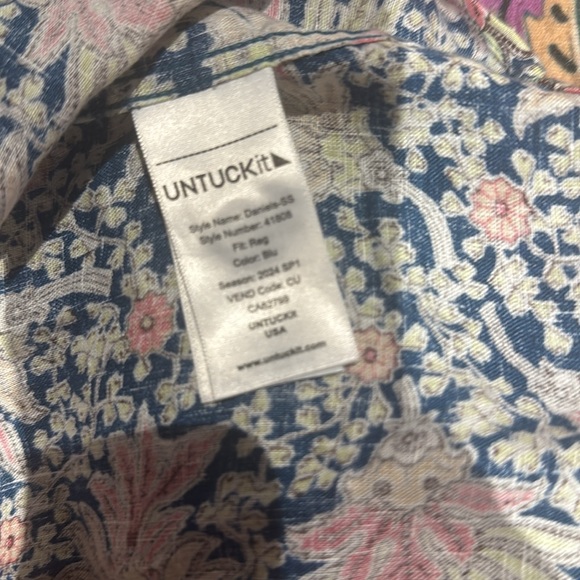 UNTUCKit
Style Name: Daniels-SS
Style Number: 41808
Fit: Reg
Color: Blu
Season: 2024 SP1
VEND Code: CU
CA62798
UNTUCKit
USA
www.untuckit.com